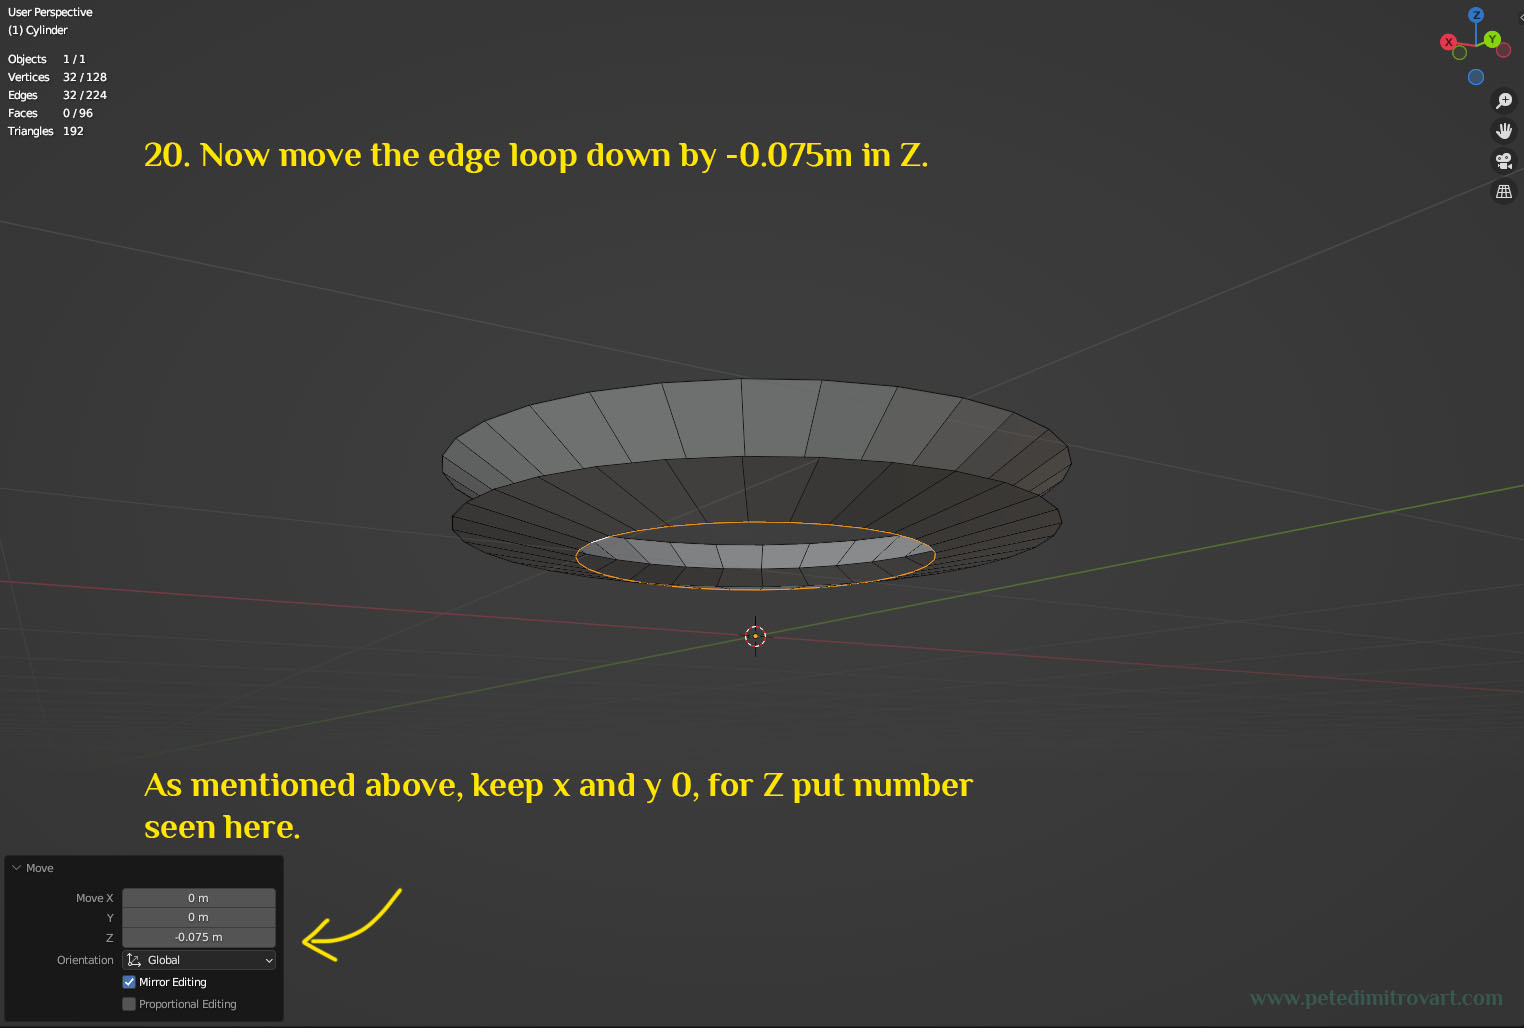 User Perspective
(1) Cylinder
Objects 1 / 1
Vertices 32 / 128
Edges 32 / 224
Faces 0 / 96
Triangles 192
Z
X
Y
20. Now move the edge loop down by -0.075m in Z.
As mentioned above, keep x and y 0, for Z put number
seen here.
Move
Move X 0 m
Y 0 m
Z -0.075 m
Orientation Global
Mirror Editing
Proportional Editing
www.petedimitrovart.com